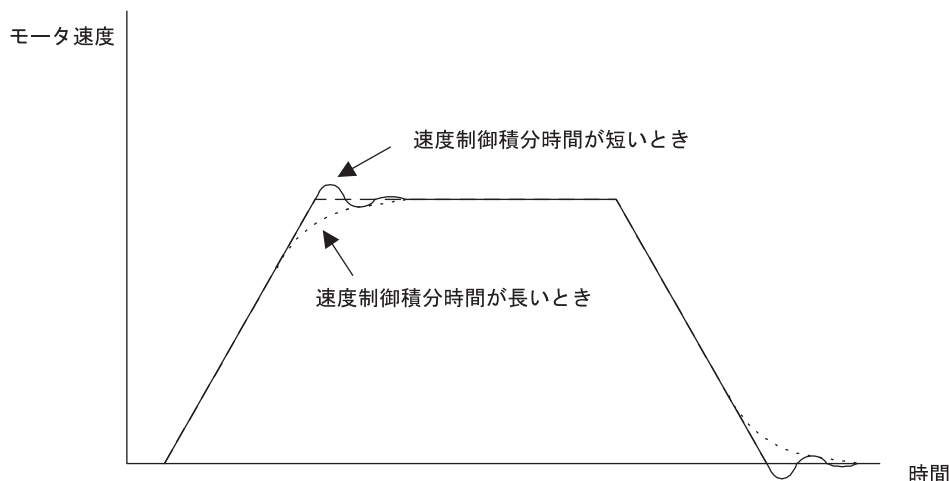 モータ速度
速度制御積分時間が短いとき
速度制御積分時間が長いとき
時間